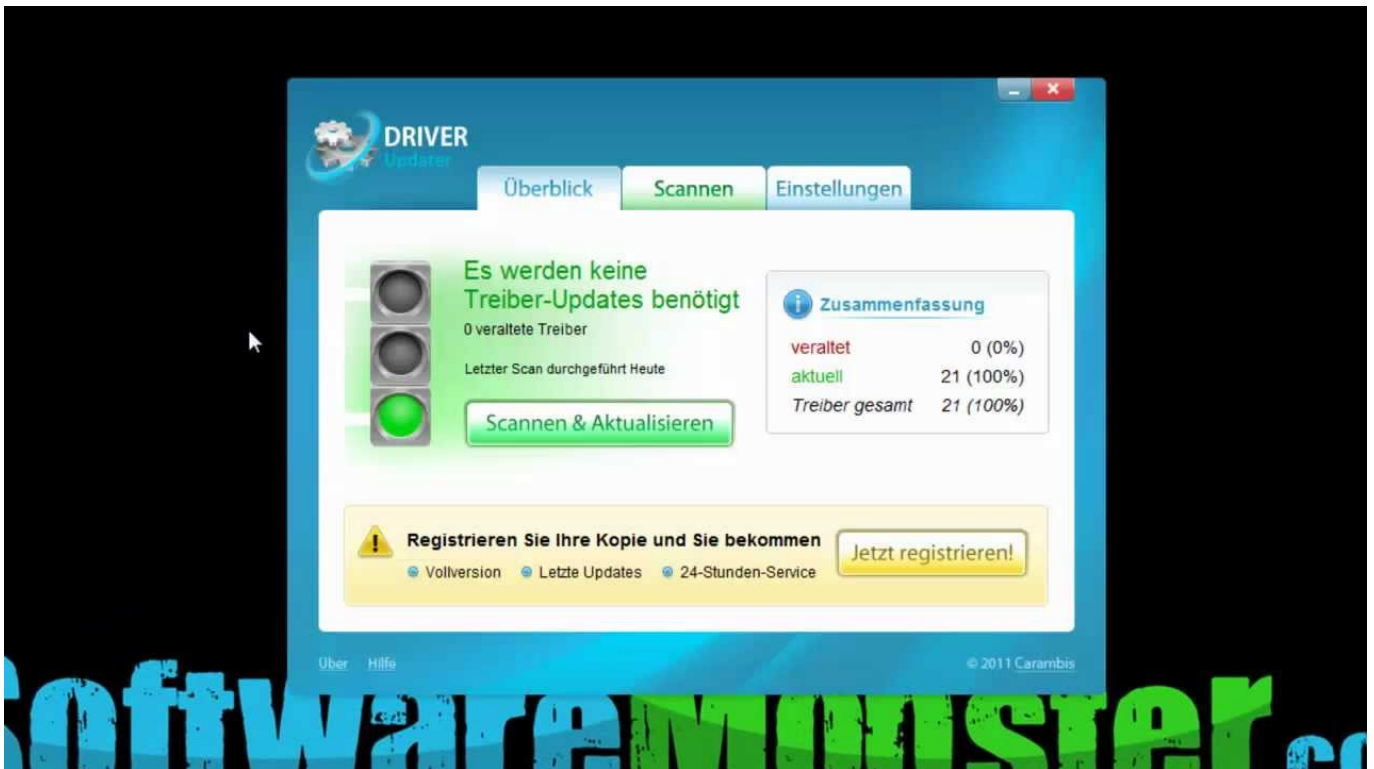 DRIVER
Updater
Überblick
Scannen
Einstellungen
Es werden keine
Treiber-Updates benötigt
0 veraltete Treiber
Letzter Scan durchgeführt Heute
Scannen & Aktualisieren
Zusammenfassung
veraltet 0 (0%)
aktuell 21 (100%)
Treiber gesamt 21 (100%)
Registrieren Sie Ihre Kopie und Sie bekommen
Vollversion Letzte Updates 24-Stunden-Service
Jetzt registrieren!
Über Hilfe
© 2011 Carambis
SoftwareMonster.co